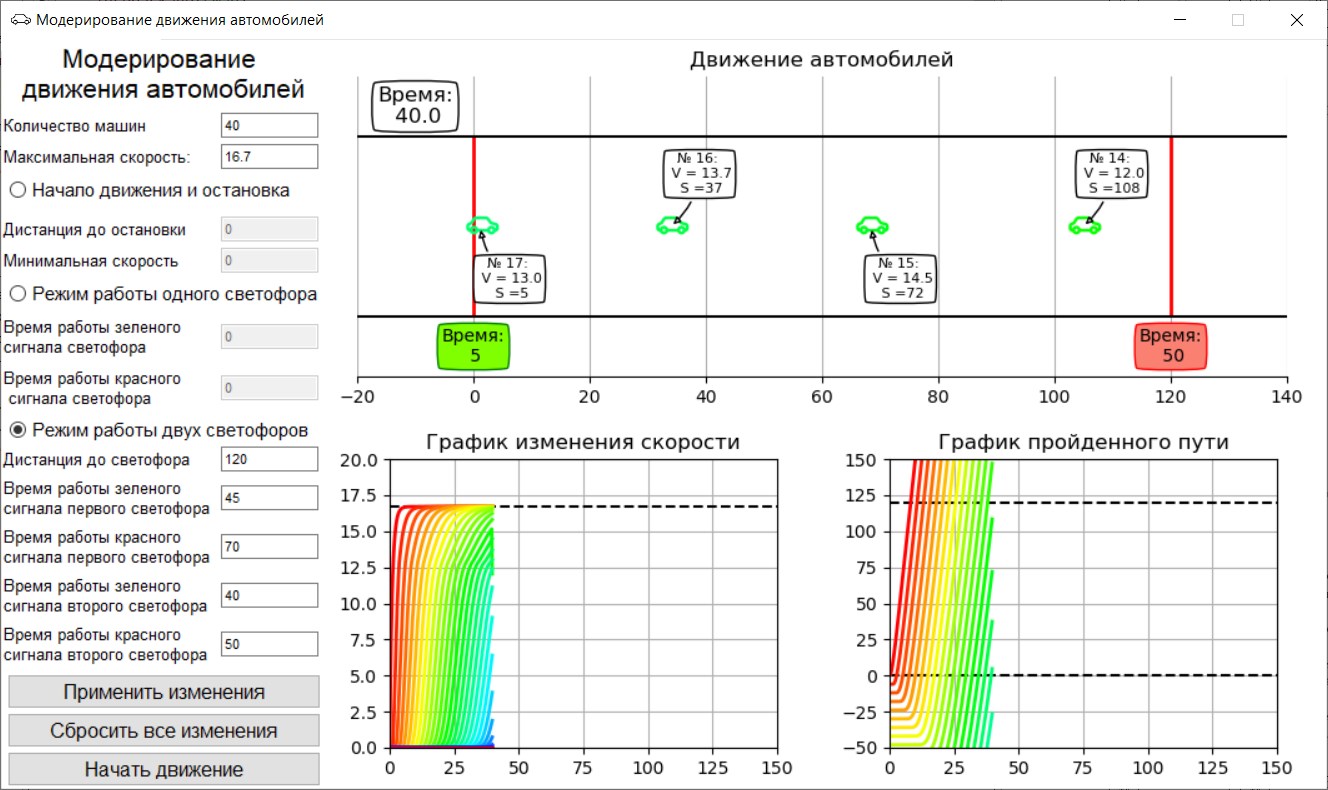 Модерирование движения автомобилей
Модерирование
движения автомобилей
Количество машин
40
Максимальная скорость:
16.7
Начало движения и остановка
Дистанция до остановки
0
Минимальная скорость
0
Режим работы одного светофора
Время работы зеленого
сигнала светофора
0
Время работы красного
сигнала светофора
0
Режим работы двух светофоров
Дистанция до светофора
120
Время работы зеленого
сигнала первого светофора
45
Время работы красного
сигнала первого светофора
70
Время работы зеленого
сигнала второго светофора
40
Время работы красного
сигнала второго светофора
50
Применить изменения
Сбросить все изменения
Начать движение
Движение автомобилей
Время:
40.0
№ 16:
V = 13.7
S =37
№ 14:
V = 12.0
S =108
№ 17:
V = 13.0
S =5
№ 15:
V = 14.5
S =72
Время:
5
Время:
50
−20 0 20 40 60 80 100 120 140
График изменения скорости
20.0
17.5
15.0
12.5
10.0
7.5
5.0
2.5
0.0
0 25 50 75 100 125 150
График пройденного пути
150
125
100
75
50
25
0
−25
−50
0 25 50 75 100 125 150